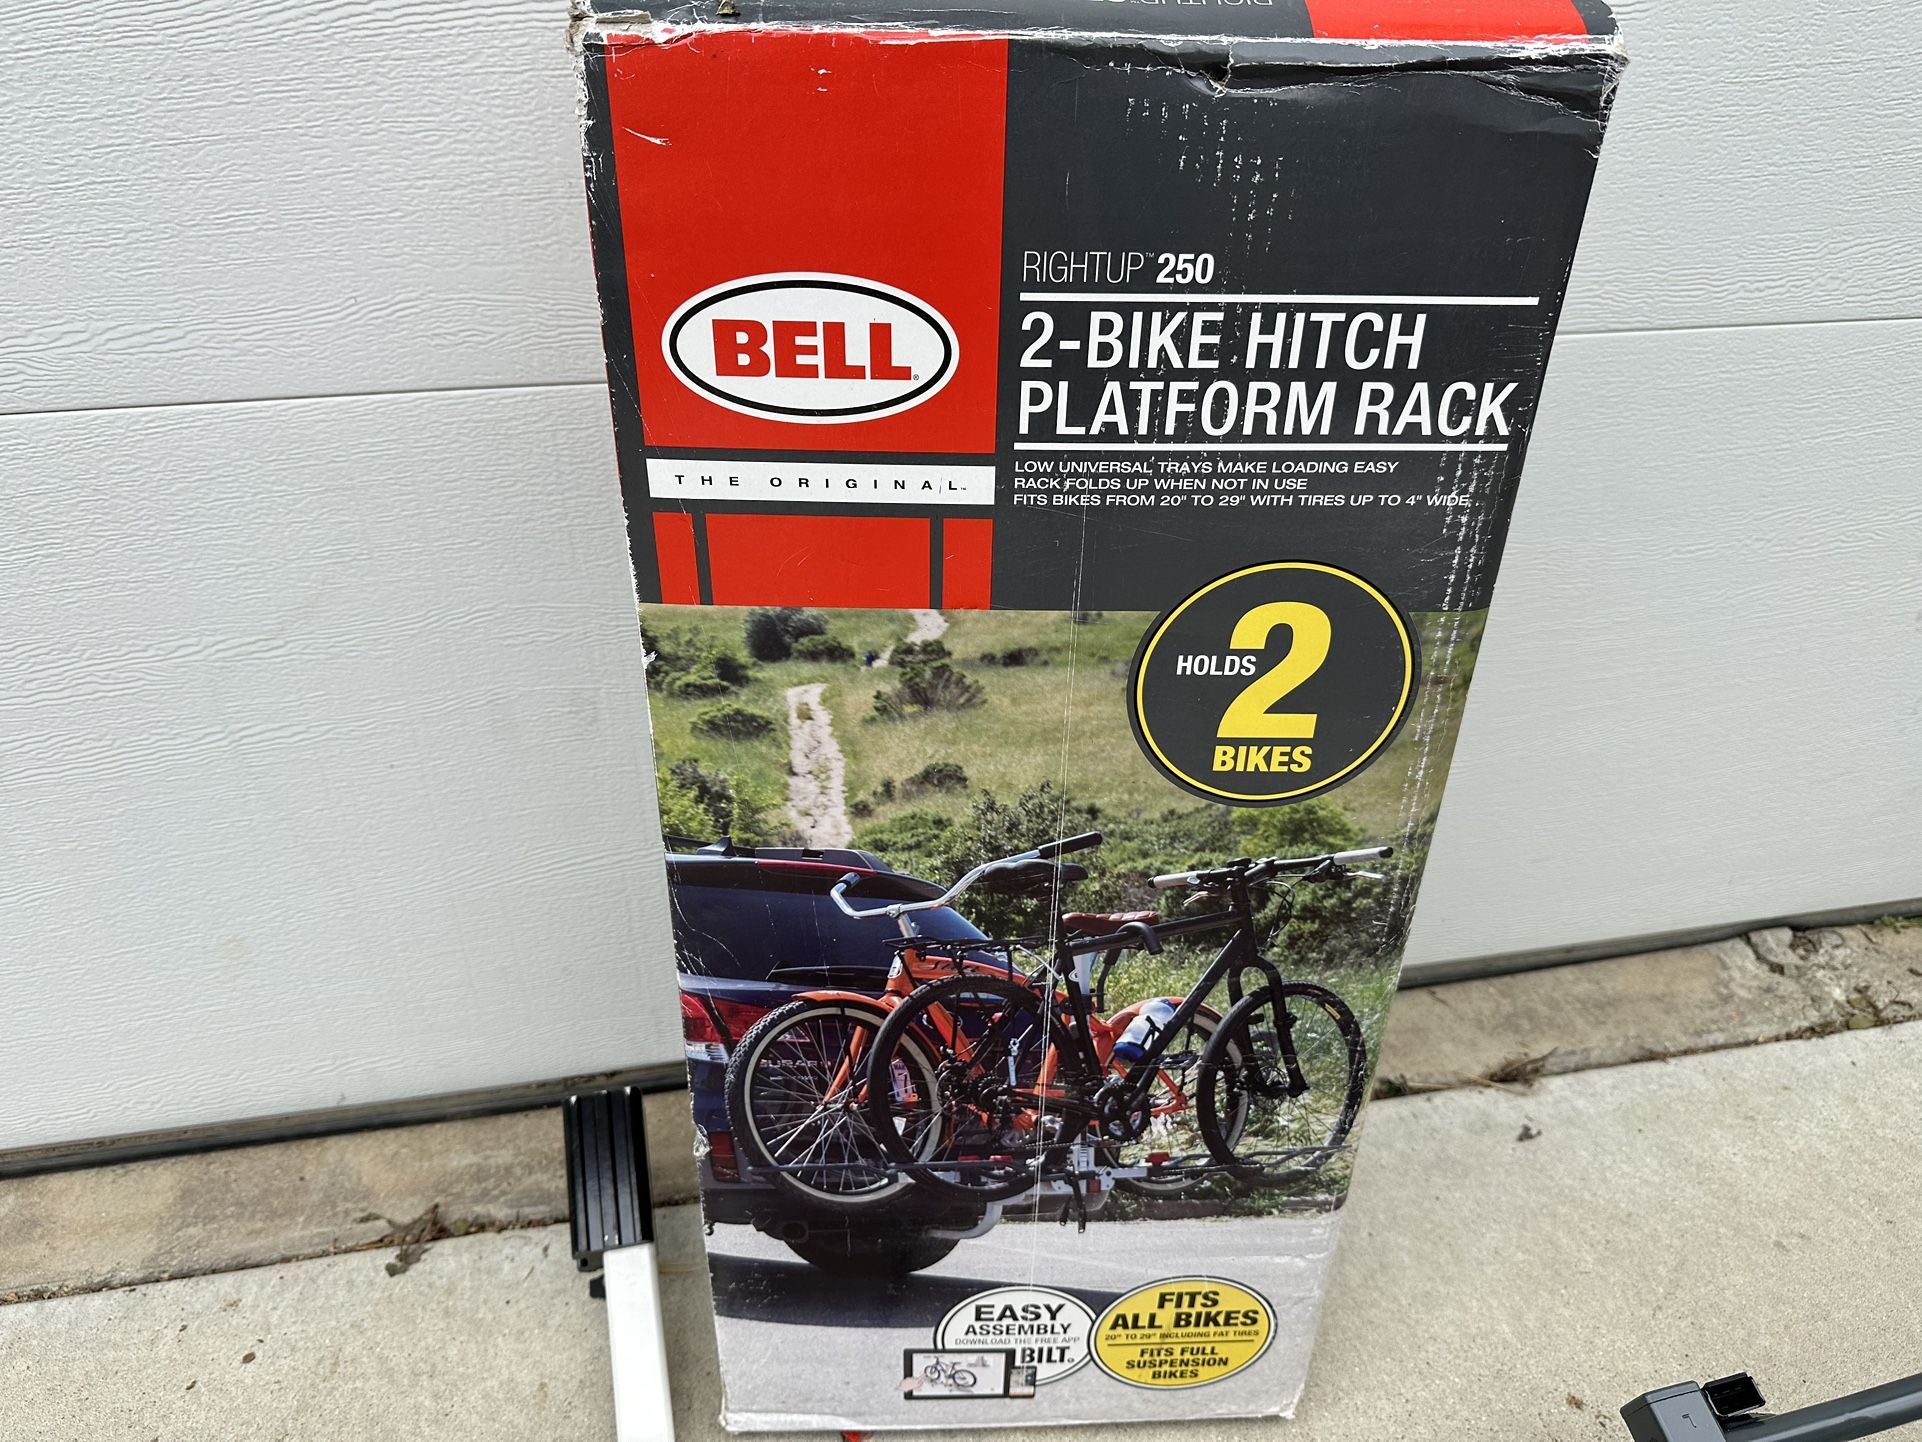 RIGHTUP™ 250
2-BIKE HITCH
PLATFORM RACK
BELL®
THE ORIGINAL™
LOW UNIVERSAL TRAYS MAKE LOADING EASY
RACK FOLDS UP WHEN NOT IN USE
FITS BIKES FROM 20" TO 29" WITH TIRES UP TO 4" WIDE
HOLDS
2
BIKES
EASY
ASSEMBLY
DOWNLOAD THE FREE APP
BILT®
FITS
ALL BIKES
20" TO 29" INCLUDING FAT TIRES
FITS FULL
SUSPENSION
BIKES